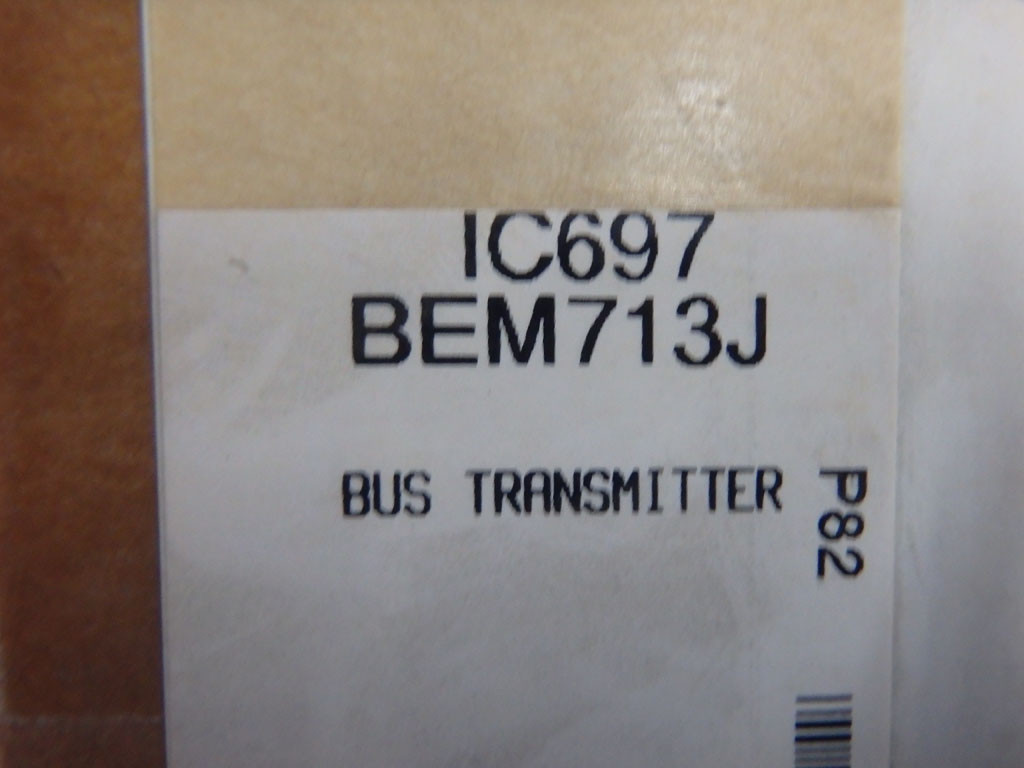 IC697
BEM713J
BUS TRANSMITTER
P82